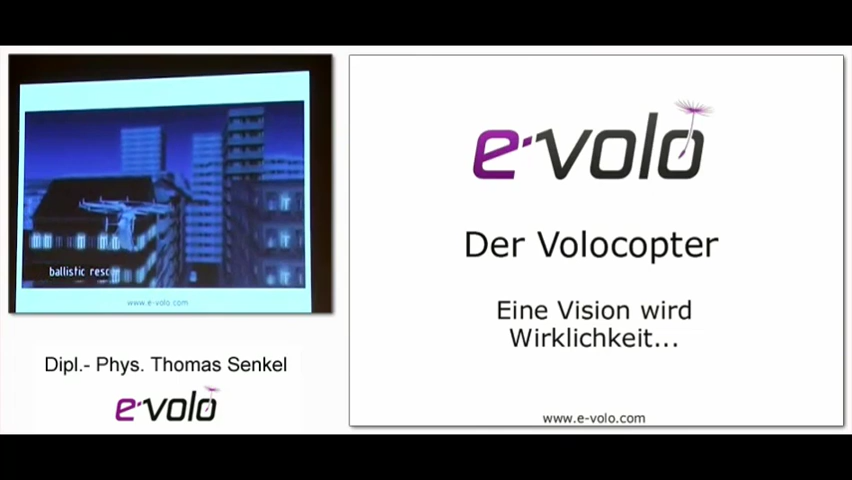 ballistic
www.e-volo.com
Dipl.- Phys. Thomas Senkel
e-volo
e-volo
Der Volocopter
Eine Vision wird
Wirklichkeit...
www.e-volo.com